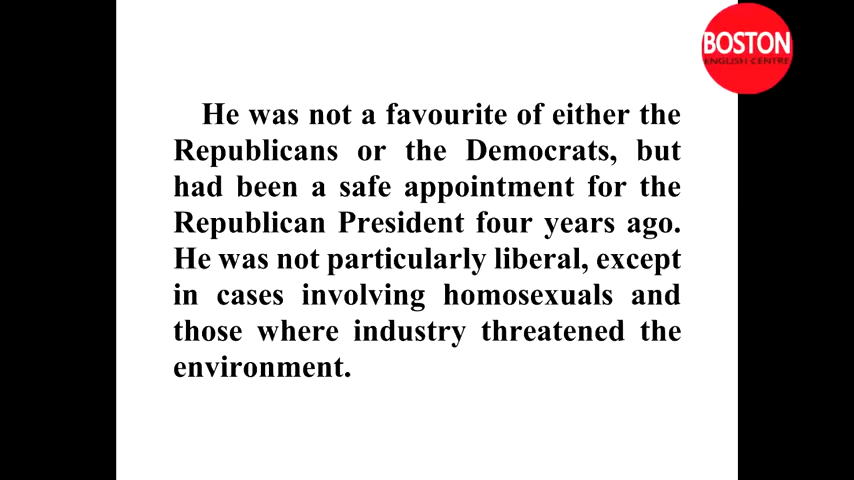 BOSTON
ENGLISH CENTRE
He was not a favourite of either the
Republicans or the Democrats, but
had been a safe appointment for the
Republican President four years ago.
He was not particularly liberal, except
in cases involving homosexuals and
those where industry threatened the
environment.